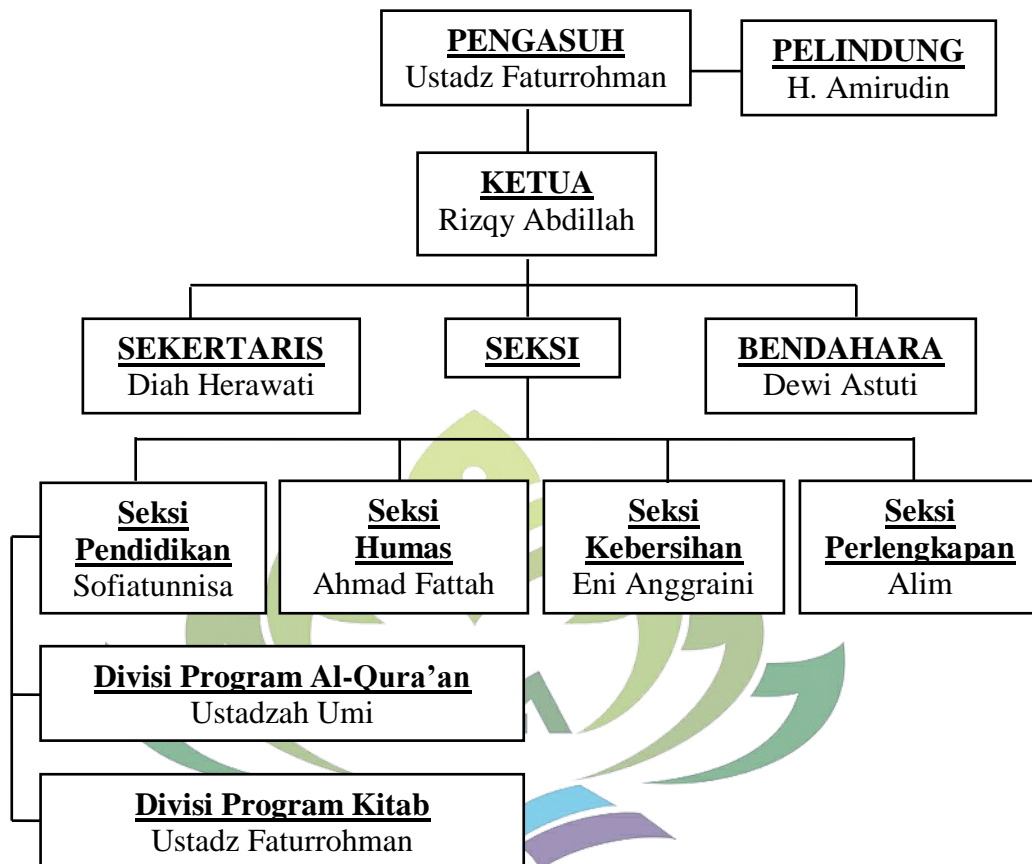 PENGASUH
Ustadz Faturrohman
PELINDUNG
H. Amirudin
KETUA
Rizqy Abdillah
SEKERTARIS
Diah Herawati
SEKSI
BENDAHARA
Dewi Astuti
Seksi
Pendidikan
Sofiatunnisa
Seksi
Humas
Ahmad Fattah
Seksi
Kebersihan
Eni Anggraini
Seksi
Perlengkapan
Alim
Divisi Program Al-Qura’an
Ustadzah Umi
Divisi Program Kitab
Ustadz Faturrohman